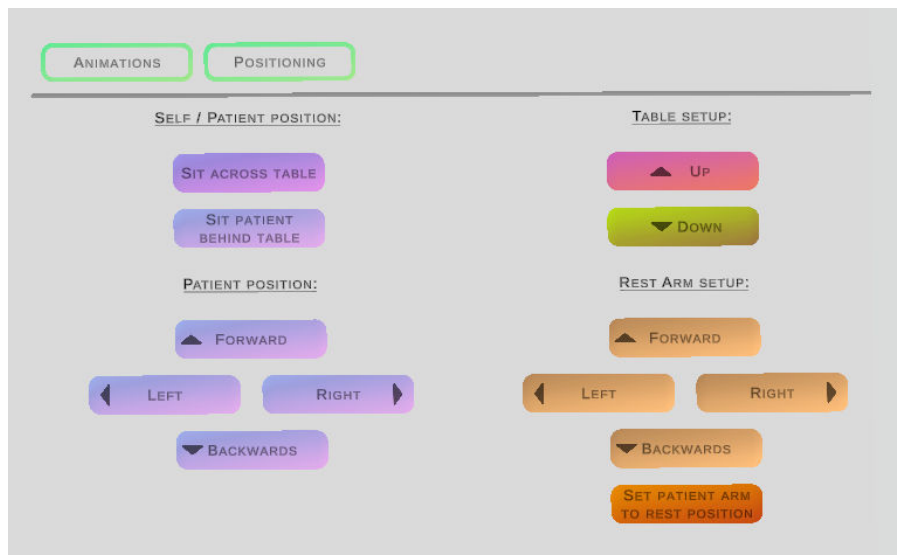 ANIMATIONS
POSITIONING
SELF / PATIENT POSITION:
SIT ACROSS TABLE
SIT PATIENT
BEHIND TABLE
PATIENT POSITION:
FORWARD
LEFT
RIGHT
BACKWARDS
TABLE SETUP:
UP
DOWN
REST ARM SETUP:
FORWARD
LEFT
RIGHT
BACKWARDS
SET PATIENT ARM
TO REST POSITION